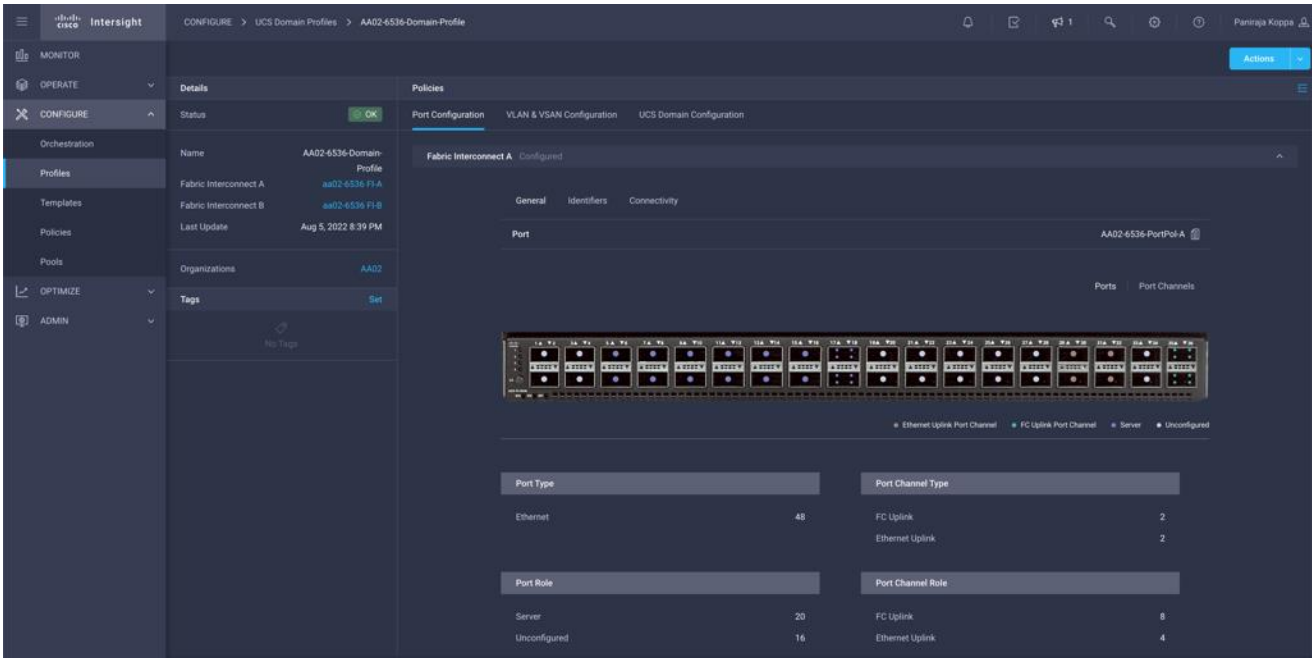 cisco Intersight
CONFIGURE > UCS Domain Profiles > AA02-6536-Domain-Profile
1
Paniraja Koppa
MONITOR
OPERATE
CONFIGURE
Orchestration
Profiles
Templates
Policies
Pools
OPTIMIZE
ADMIN
Actions
Details
Status
OK
Name
AA02-6536-Domain-
Profile
Fabric Interconnect A
aa02-6536 FI-A
Fabric Interconnect B
aa02-6536 FI-B
Last Update
Aug 5, 2022 8:39 PM
Organizations
AA02
Tags
Set
No Tags
Policies
Port Configuration
VLAN & VSAN Configuration
UCS Domain Configuration
Fabric Interconnect A Configured
General
Identifiers
Connectivity
Port
AA02-6536-PortPol-A
Ports
Port Channels
Ethernet Uplink Port Channel
FC Uplink Port Channel
Server
Unconfigured
Port Type
Ethernet 48
Port Channel Type
FC Uplink 2
Ethernet Uplink 2
Port Role
Server 20
Unconfigured 16
Port Channel Role
FC Uplink 8
Ethernet Uplink 4